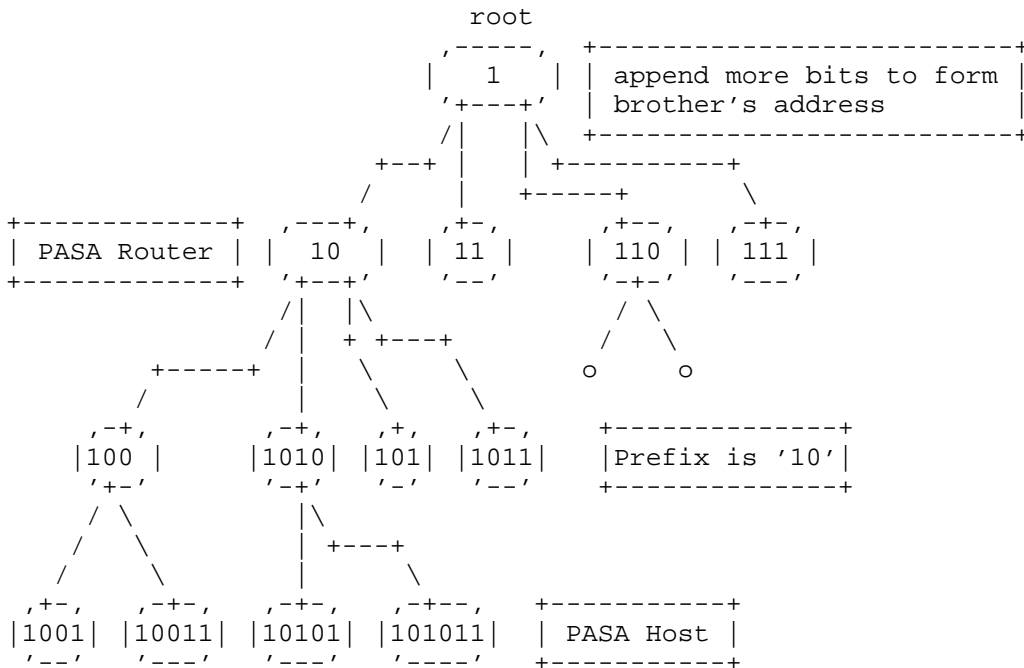 root
1
append more bits to form
brother's address
PASA Router
10
11
110
111
o o
100
1010
101
1011
Prefix is '10'
1001
10011
10101
101011
PASA Host